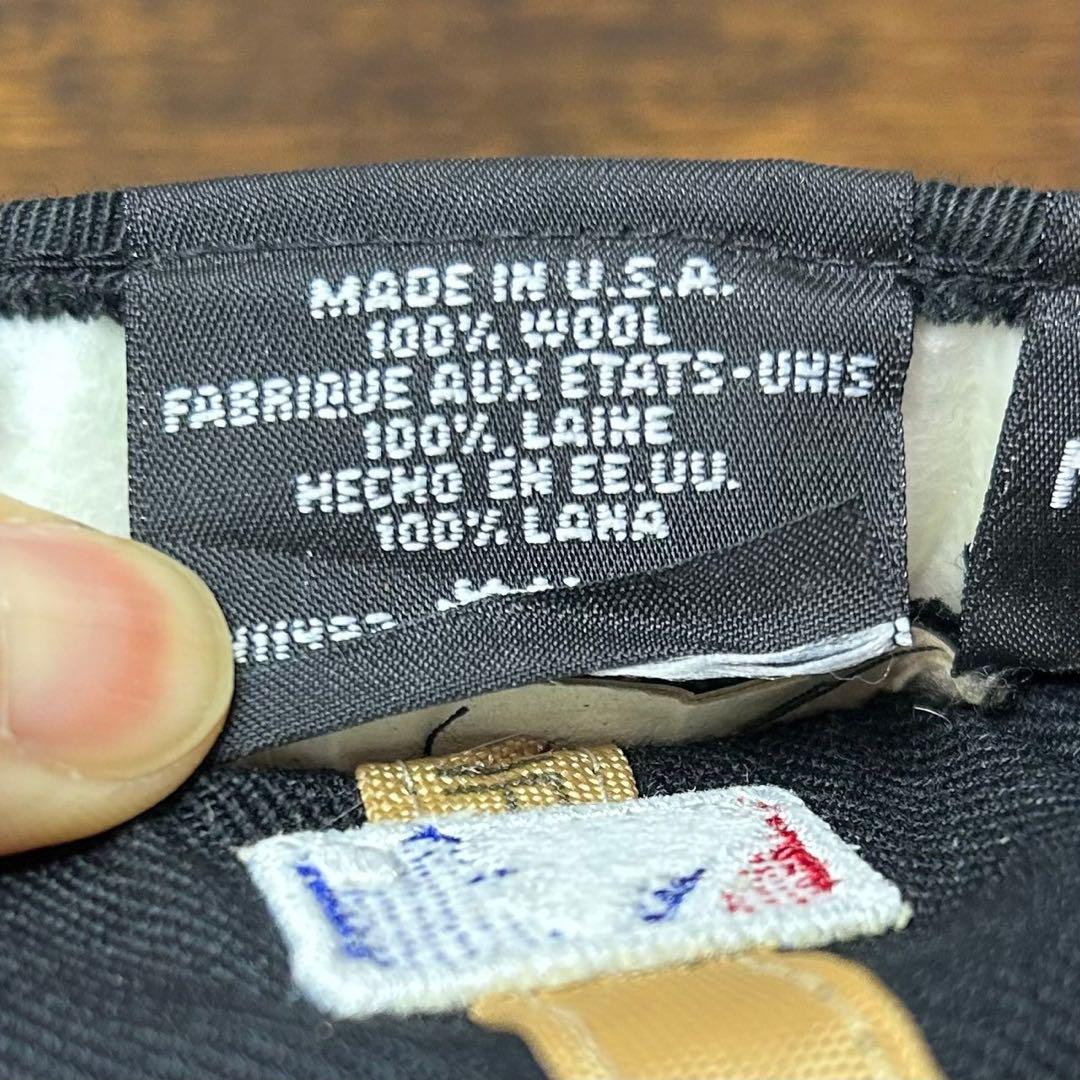 MADE IN U.S.A.
100% WOOL
FABRIQUE AUX ETATS-UNIS
100% LAINE
HECHO EN EE.UU.
100% LANA